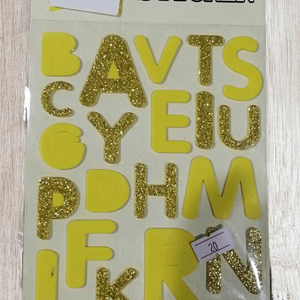 B A V T S
C Y E I U
G
P D H M
F K R N
20